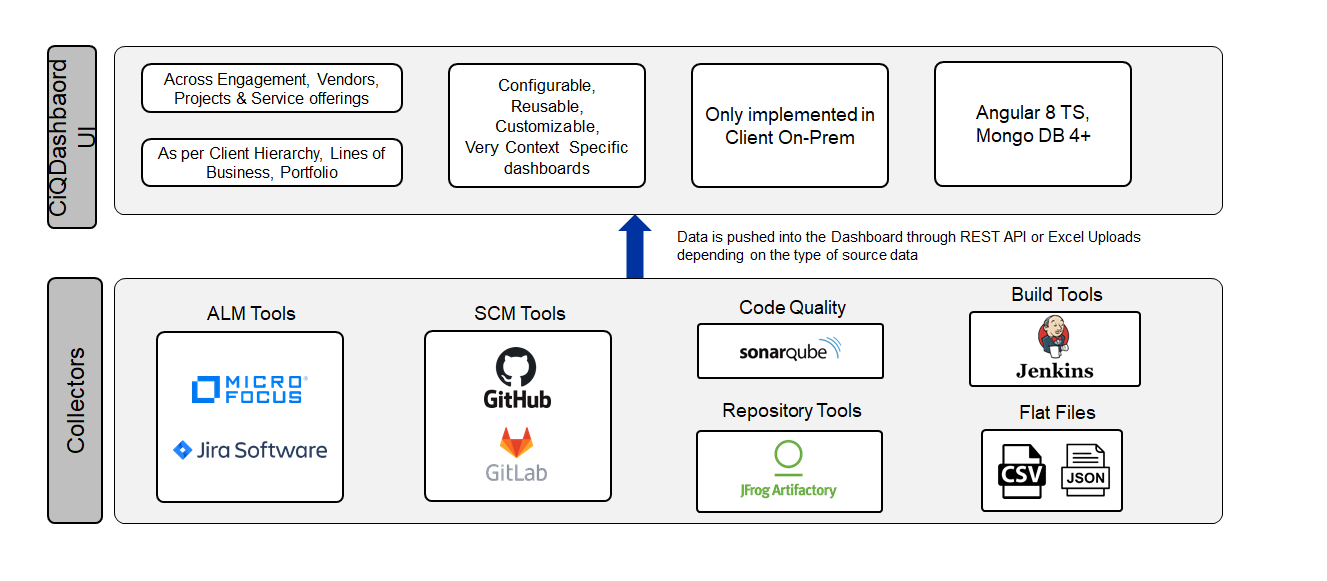 CiQDashbaord
UI
Across Engagement, Vendors,
Projects & Service offerings
As per Client Hierarchy, Lines of
Business, Portfolio
Configurable,
Reusable,
Customizable,
Very Context Specific
dashboards
Only implemented in
Client On-Prem
Angular 8 TS,
Mongo DB 4+
Data is pushed into the Dashboard through REST API or Excel Uploads
depending on the type of source data
Collectors
ALM Tools
MICRO
FOCUS
Jira Software
SCM Tools
GitHub
GitLab
Code Quality
sonarqube
Repository Tools
JFrog Artifactory
Build Tools
Jenkins
Flat Files
CSV
JSON